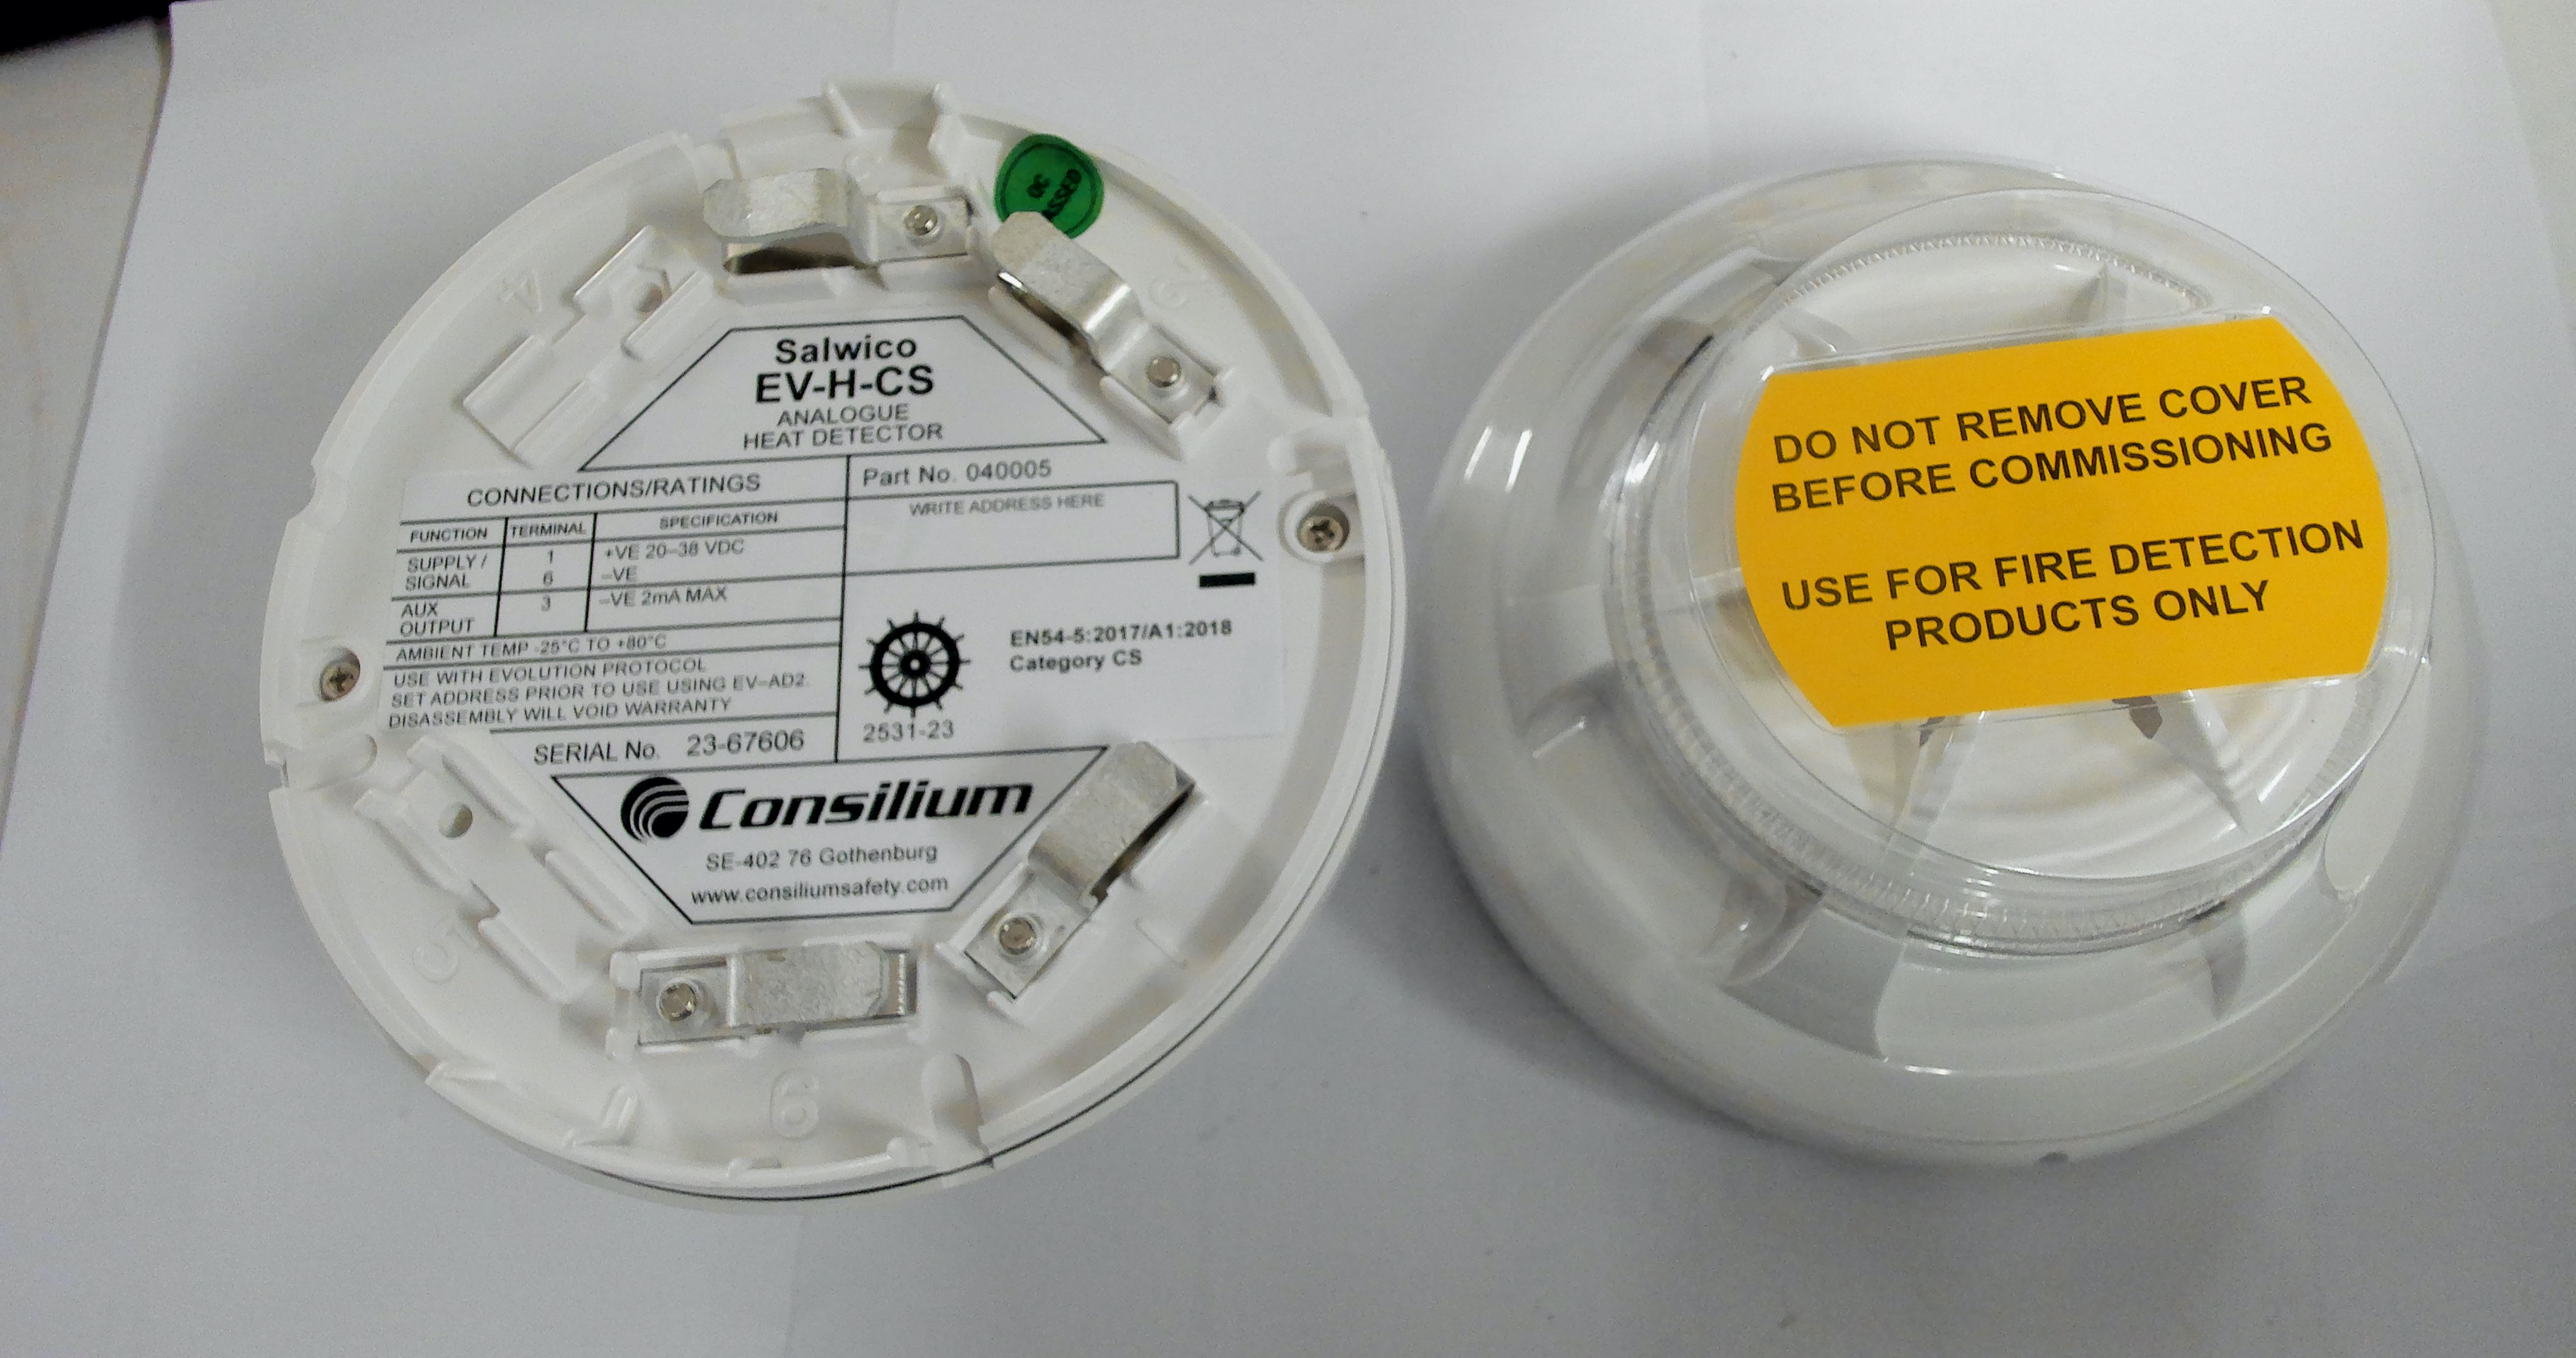 QC
PASSED
4
Salwico
EV-H-CS
ANALOGUE
HEAT DETECTOR
CONNECTIONS/RATINGS
FUNCTION TERMINAL SPECIFICATION
SUPPLY / 1 +VE 20–38 VDC
SIGNAL 6 –VE
AUX 3 –VE 2mA MAX
OUTPUT
AMBIENT TEMP -25°C TO +80°C
USE WITH EVOLUTION PROTOCOL
SET ADDRESS PRIOR TO USE USING EV–AD2.
DISASSEMBLY WILL VOID WARRANTY
SERIAL No. 23-67606
Part No. 040005
WRITE ADDRESS HERE
EN54-5:2017/A1:2018
Category CS
2531-23
Consilium
SE-402 76 Gothenburg
www.consiliumsafety.com
5
6
DO NOT REMOVE COVER
BEFORE COMMISSIONING
USE FOR FIRE DETECTION
PRODUCTS ONLY